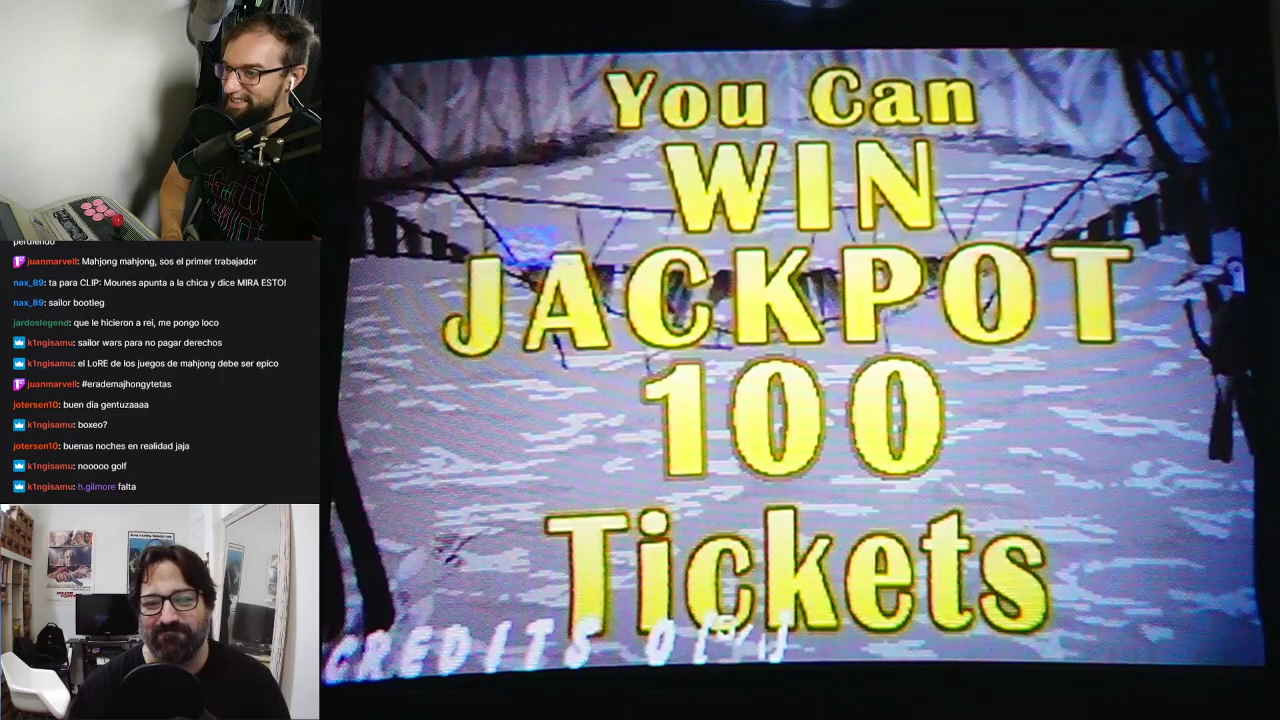 You Can
WIN
JACKPOT
100
Tickets
CREDITS 0[
perdiendo
juanmarvell: Mahjong mahjong, sos el primer trabajador
nax_89: ta para CLIP: Mounes apunta a la chica y dice MIRA ESTO!
nax_89: sailor bootleg
jardoslegend: que le hicieron a rei, me pongo loco
k1ngisamu: sailor wars para no pagar derechos
k1ngisamu: el LoRE de los juegos de mahjong debe ser epico
juanmarvell: #erademajhongytetas
jotersen10: buen dia gentuzaaaa
k1ngisamu: boxeo?
jotersen10: buenas noches en realidad jaja
k1ngisamu: nooooo golf
k1ngisamu: h.gilmore falta